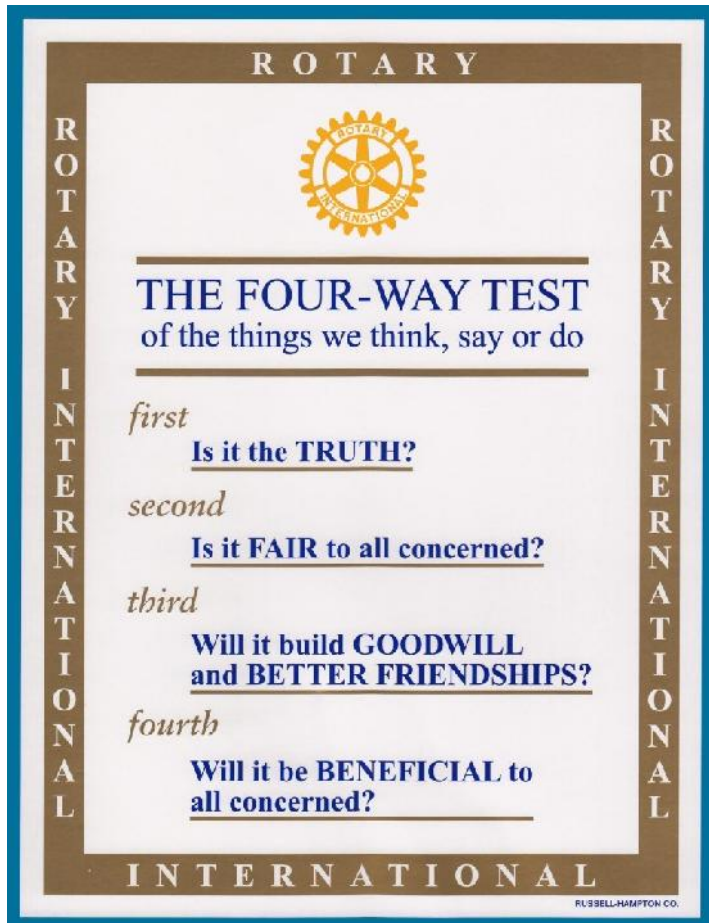 ROTARY
ROTARY INTERNATIONAL
ROTARY INTERNATIONAL
ROTARY
INTERNATIONAL
THE FOUR-WAY TEST
of the things we think, say or do
first
Is it the TRUTH?
second
Is it FAIR to all concerned?
third
Will it build GOODWILL
and BETTER FRIENDSHIPS?
fourth
Will it be BENEFICIAL to
all concerned?
INTERNATIONAL
RUSSELL-HAMPTON CO.